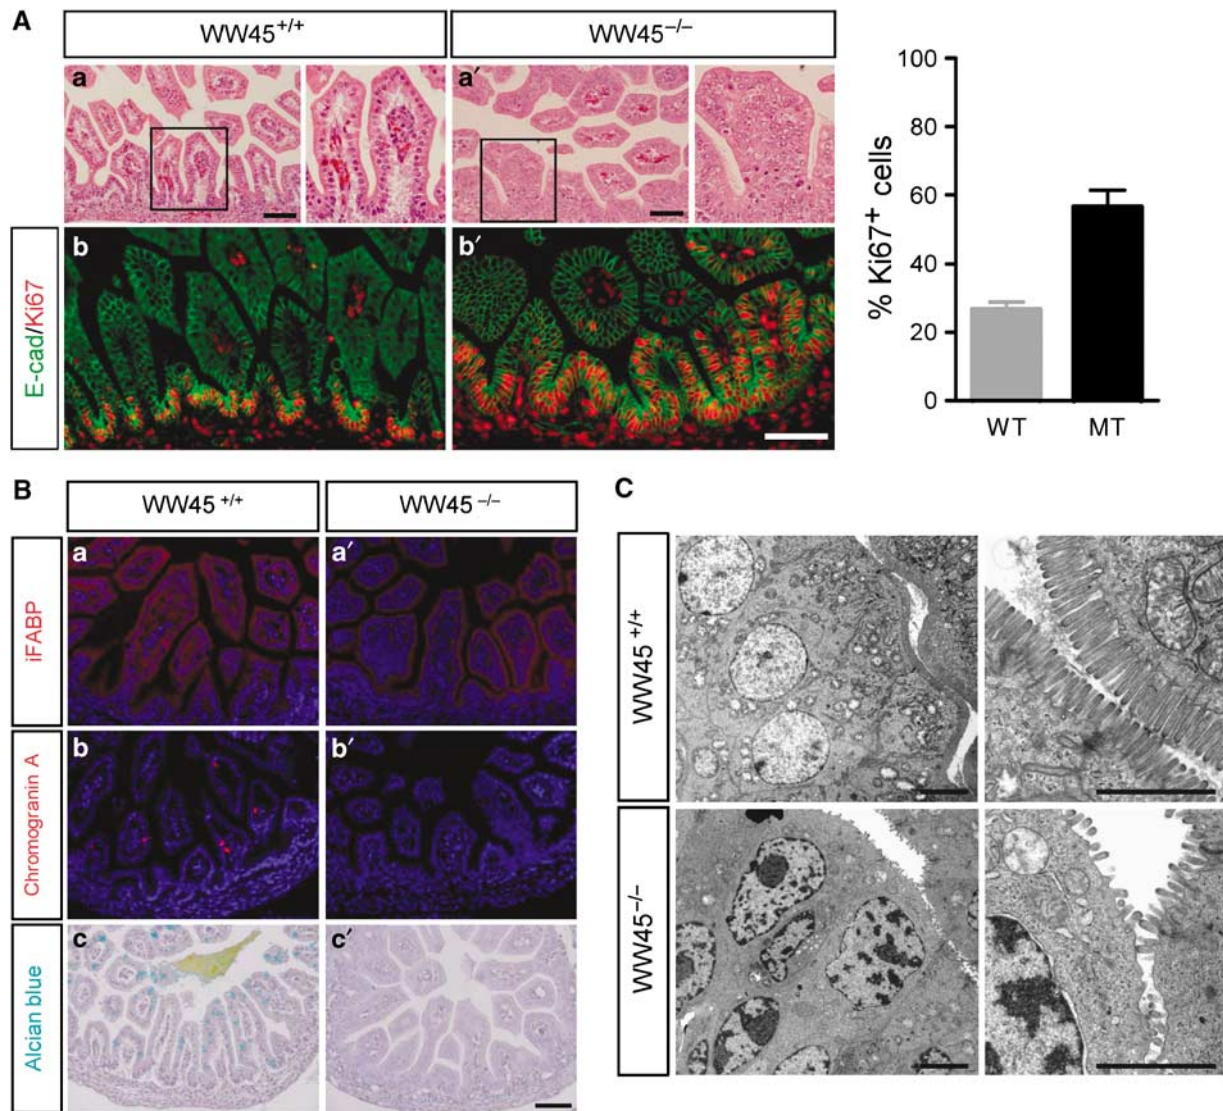 A
WW45+/+
WW45−/−
a
a′
E-cad/Ki67
b
b′
% Ki67+ cells
100
80
60
40
20
0
WT
MT
B
WW45 +/+
WW45 −/−
iFABP
a
a′
Chromogranin A
b
b′
Alcian blue
c
c′
C
WW45 +/+
WW45−/−